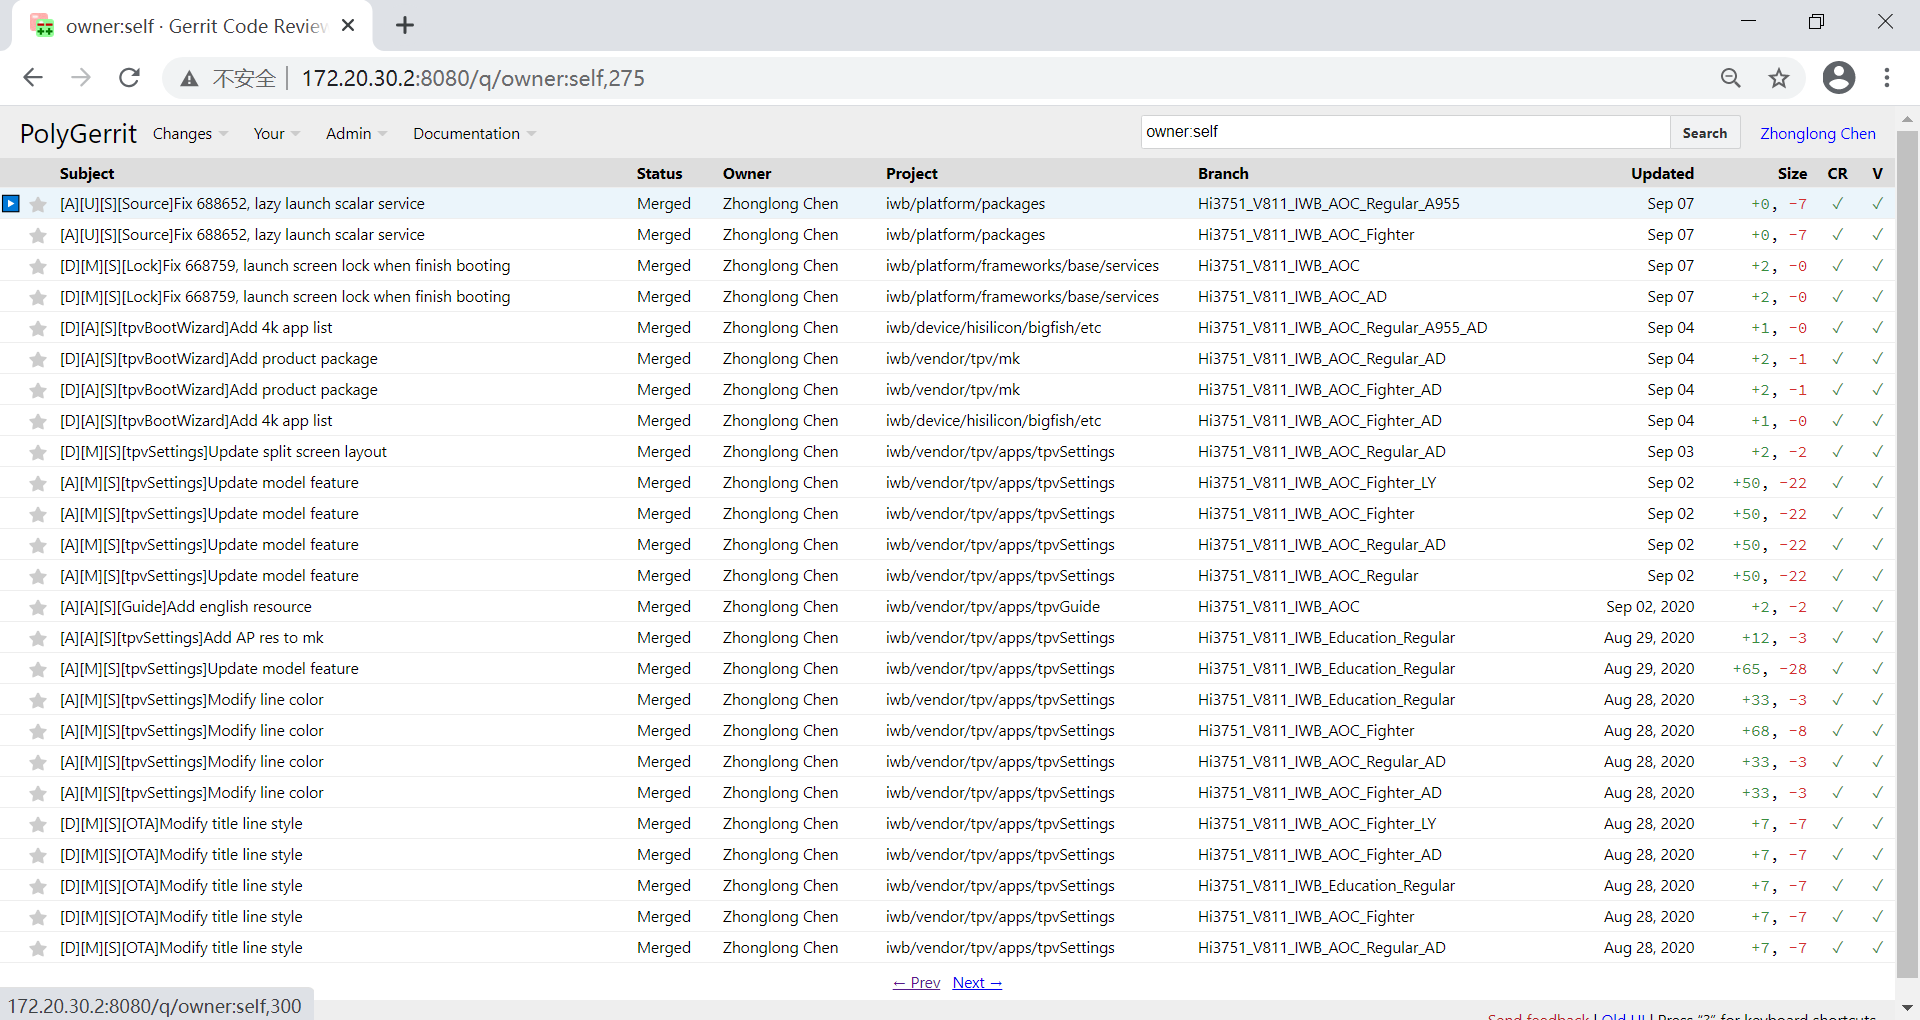 owner:self · Gerrit Code Review
不安全 172.20.30.2:8080/q/owner:self,275
PolyGerrit Changes Your Admin Documentation owner:self Search Zhonglong Chen
Subject Status Owner Project Branch Updated Size CR V
[A][U][S][Source]Fix 688652, lazy launch scalar service Merged Zhonglong Chen iwb/platform/packages Hi3751_V811_IWB_AOC_Regular_A955 Sep 07 +0, -7 ✓ ✓
[A][U][S][Source]Fix 688652, lazy launch scalar service Merged Zhonglong Chen iwb/platform/packages Hi3751_V811_IWB_AOC_Fighter Sep 07 +0, -7 ✓ ✓
[D][M][S][Lock]Fix 668759, launch screen lock when finish booting Merged Zhonglong Chen iwb/platform/frameworks/base/services Hi3751_V811_IWB_AOC Sep 07 +2, -0 ✓ ✓
[D][M][S][Lock]Fix 668759, launch screen lock when finish booting Merged Zhonglong Chen iwb/platform/frameworks/base/services Hi3751_V811_IWB_AOC_AD Sep 07 +2, -0 ✓ ✓
[D][A][S][tpvBootWizard]Add 4k app list Merged Zhonglong Chen iwb/device/hisilicon/bigfish/etc Hi3751_V811_IWB_AOC_Regular_A955_AD Sep 04 +1, -0 ✓ ✓
[D][A][S][tpvBootWizard]Add product package Merged Zhonglong Chen iwb/vendor/tpv/mk Hi3751_V811_IWB_AOC_Regular_AD Sep 04 +2, -1 ✓ ✓
[D][A][S][tpvBootWizard]Add product package Merged Zhonglong Chen iwb/vendor/tpv/mk Hi3751_V811_IWB_AOC_Fighter_AD Sep 04 +2, -1 ✓ ✓
[D][A][S][tpvBootWizard]Add 4k app list Merged Zhonglong Chen iwb/device/hisilicon/bigfish/etc Hi3751_V811_IWB_AOC_Fighter_AD Sep 04 +1, -0 ✓ ✓
[D][M][S][tpvSettings]Update split screen layout Merged Zhonglong Chen iwb/vendor/tpv/apps/tpvSettings Hi3751_V811_IWB_AOC_Regular_AD Sep 03 +2, -2 ✓ ✓
[A][M][S][tpvSettings]Update model feature Merged Zhonglong Chen iwb/vendor/tpv/apps/tpvSettings Hi3751_V811_IWB_AOC_Fighter_LY Sep 02 +50, -22 ✓ ✓
[A][M][S][tpvSettings]Update model feature Merged Zhonglong Chen iwb/vendor/tpv/apps/tpvSettings Hi3751_V811_IWB_AOC_Fighter Sep 02 +50, -22 ✓ ✓
[A][M][S][tpvSettings]Update model feature Merged Zhonglong Chen iwb/vendor/tpv/apps/tpvSettings Hi3751_V811_IWB_AOC_Regular_AD Sep 02 +50, -22 ✓ ✓
[A][M][S][tpvSettings]Update model feature Merged Zhonglong Chen iwb/vendor/tpv/apps/tpvSettings Hi3751_V811_IWB_AOC_Regular Sep 02 +50, -22 ✓ ✓
[A][A][S][Guide]Add english resource Merged Zhonglong Chen iwb/vendor/tpv/apps/tpvGuide Hi3751_V811_IWB_AOC Sep 02, 2020 +2, -2 ✓ ✓
[A][A][S][tpvSettings]Add AP res to mk Merged Zhonglong Chen iwb/vendor/tpv/apps/tpvSettings Hi3751_V811_IWB_Education_Regular Aug 29, 2020 +12, -3 ✓ ✓
[A][M][S][tpvSettings]Update model feature Merged Zhonglong Chen iwb/vendor/tpv/apps/tpvSettings Hi3751_V811_IWB_Education_Regular Aug 29, 2020 +65, -28 ✓ ✓
[A][M][S][tpvSettings]Modify line color Merged Zhonglong Chen iwb/vendor/tpv/apps/tpvSettings Hi3751_V811_IWB_Education_Regular Aug 28, 2020 +33, -3 ✓ ✓
[A][M][S][tpvSettings]Modify line color Merged Zhonglong Chen iwb/vendor/tpv/apps/tpvSettings Hi3751_V811_IWB_AOC_Fighter Aug 28, 2020 +68, -8 ✓ ✓
[A][M][S][tpvSettings]Modify line color Merged Zhonglong Chen iwb/vendor/tpv/apps/tpvSettings Hi3751_V811_IWB_AOC_Regular_AD Aug 28, 2020 +33, -3 ✓ ✓
[A][M][S][tpvSettings]Modify line color Merged Zhonglong Chen iwb/vendor/tpv/apps/tpvSettings Hi3751_V811_IWB_AOC_Fighter_AD Aug 28, 2020 +33, -3 ✓ ✓
[D][M][S][OTA]Modify title line style Merged Zhonglong Chen iwb/vendor/tpv/apps/tpvSettings Hi3751_V811_IWB_AOC_Fighter_LY Aug 28, 2020 +7, -7 ✓ ✓
[D][M][S][OTA]Modify title line style Merged Zhonglong Chen iwb/vendor/tpv/apps/tpvSettings Hi3751_V811_IWB_AOC_Fighter_AD Aug 28, 2020 +7, -7 ✓ ✓
[D][M][S][OTA]Modify title line style Merged Zhonglong Chen iwb/vendor/tpv/apps/tpvSettings Hi3751_V811_IWB_Education_Regular Aug 28, 2020 +7, -7 ✓ ✓
[D][M][S][OTA]Modify title line style Merged Zhonglong Chen iwb/vendor/tpv/apps/tpvSettings Hi3751_V811_IWB_AOC_Fighter Aug 28, 2020 +7, -7 ✓ ✓
[D][M][S][OTA]Modify title line style Merged Zhonglong Chen iwb/vendor/tpv/apps/tpvSettings Hi3751_V811_IWB_AOC_Regular_AD Aug 28, 2020 +7, -7 ✓ ✓
← Prev Next →
172.20.30.2:8080/q/owner:self,300
Send feedback | Old UI | Press “?” for keyboard shortcuts